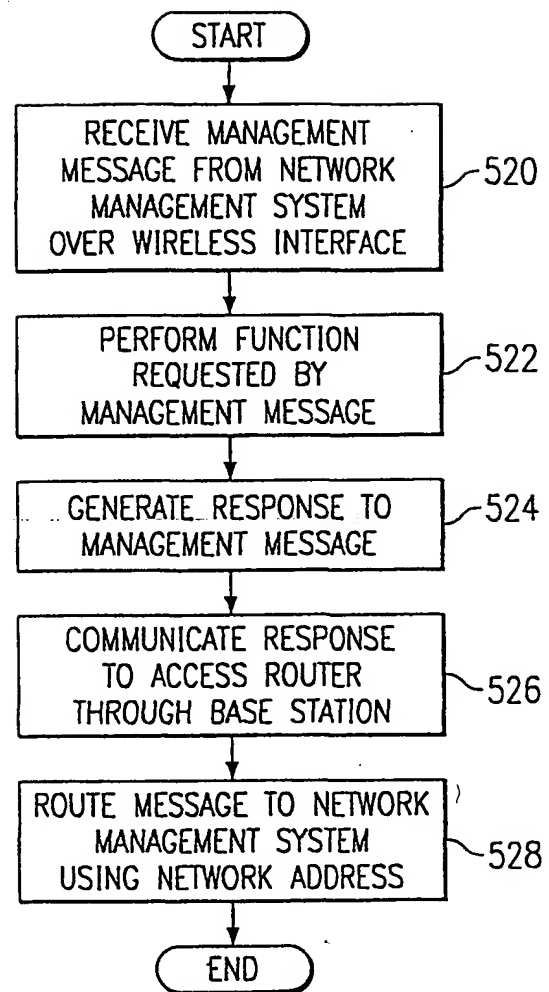 START
RECEIVE MANAGEMENT
MESSAGE FROM NETWORK
MANAGEMENT SYSTEM
OVER WIRELESS INTERFACE
520
PERFORM FUNCTION
REQUESTED BY
MANAGEMENT MESSAGE
522
GENERATE RESPONSE TO
MANAGEMENT MESSAGE
524
COMMUNICATE RESPONSE
TO ACCESS ROUTER
THROUGH BASE STATION
526
ROUTE MESSAGE TO NETWORK
MANAGEMENT SYSTEM
USING NETWORK ADDRESS
528
END